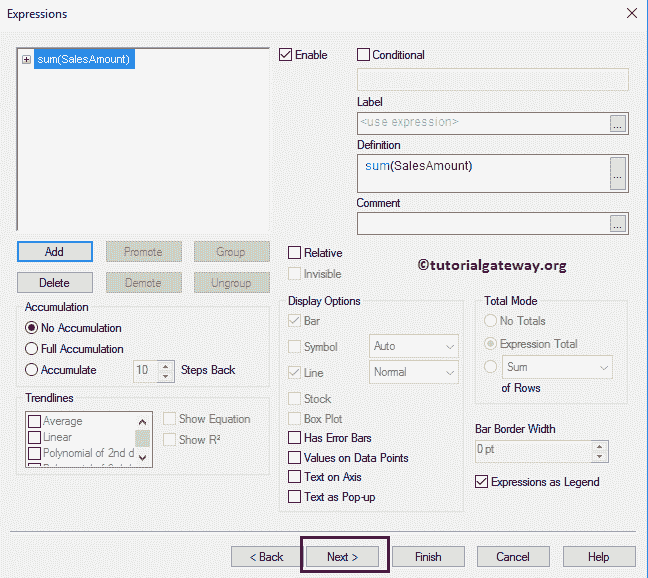 Expressions
sum(SalesAmount)
Enable
Conditional
Label
<use expression>
...
Definition
sum(SalesAmount)
...
Comment
...
Add
Promote
Group
Delete
Demote
Ungroup
Relative
Invisible
©tutorialgateway.org
Accumulation
No Accumulation
Full Accumulation
Accumulate
10
Steps Back
Trendlines
Average
Linear
Polynomial of 2nd d
Show Equation
Show R²
Display Options
Bar
Symbol
Auto
Line
Normal
Stock
Box Plot
Has Error Bars
Values on Data Points
Text on Axis
Text as Pop-up
Total Mode
No Totals
Expression Total
Sum
of Rows
Bar Border Width
0 pt
Expressions as Legend
< Back
Next >
Finish
Cancel
Help